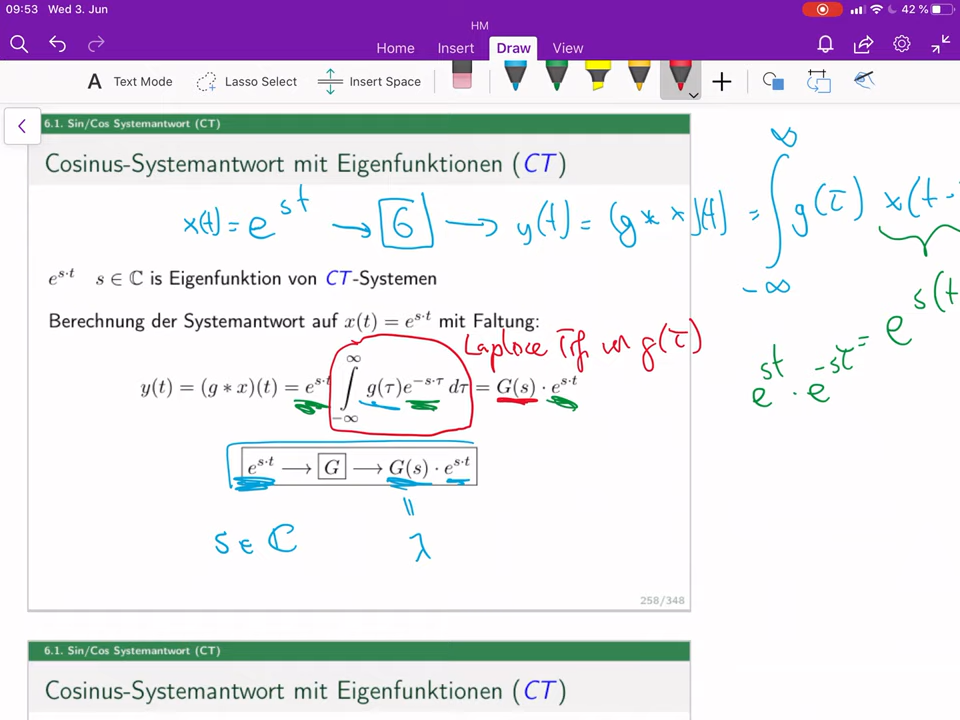 09:53 Wed 3. Jun
42 %
HM
Home Insert Draw View
A Text Mode Lasso Select Insert Space
6.1. Sin/Cos Systemantwort (CT)
Cosinus-Systemantwort mit Eigenfunktionen (CT)
x(t) = e^{st} → G → y(t) = (g * x)(t) = ∫_{-∞}^{∞} g(τ) x(t-
e^{s·t} s ∈ ℂ is Eigenfunktion von CT-Systemen
= e^{s(t
e^{st} · e^{-sτ}
Berechnung der Systemantwort auf x(t) = e^{s·t} mit Faltung:
Laplace Trf. von g(τ)
y(t) = (g ∗ x)(t) = e^{s·t} ∫_{-∞}^{∞} g(τ)e^{-s·τ} dτ = G(s) · e^{s·t}
e^{s·t} ⟶ G ⟶ G(s) · e^{s·t}
s ∈ ℂ
=
λ
258/348
6.1. Sin/Cos Systemantwort (CT)
Cosinus-Systemantwort mit Eigenfunktionen (CT)